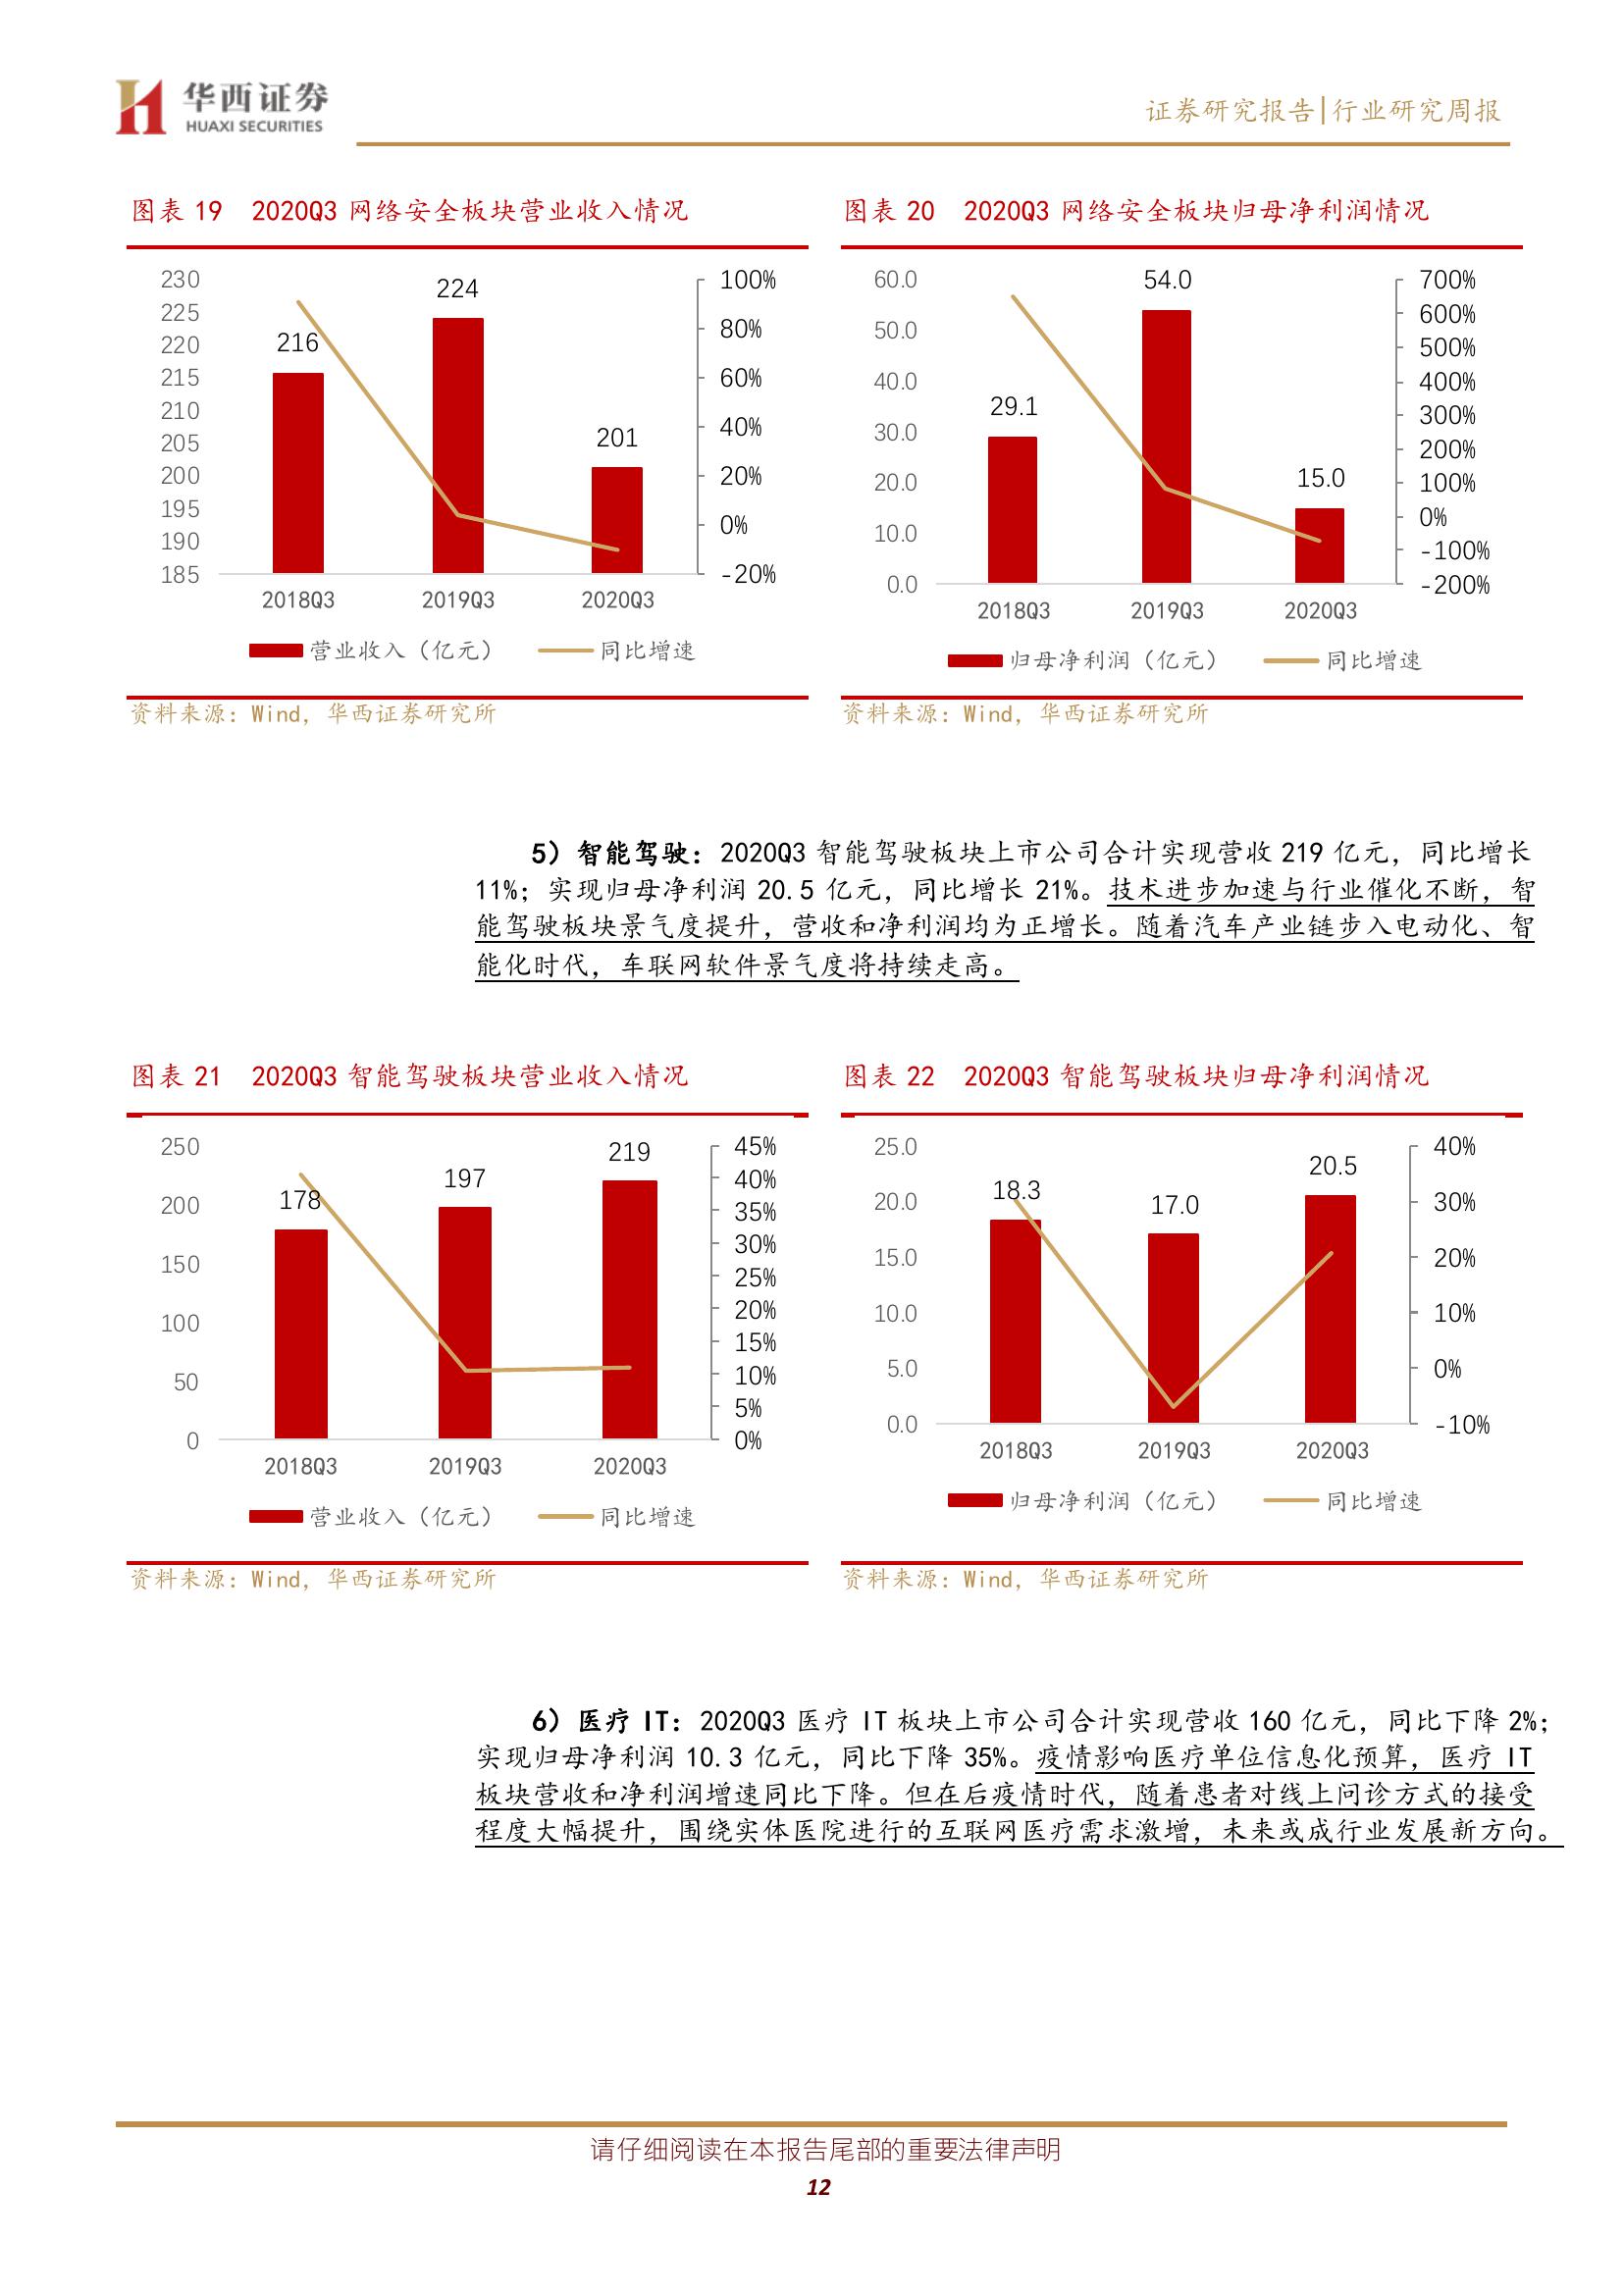 华西证券
HUAXI SECURITIES
证券研究报告|行业研究周报
图表 19 2020Q3 网络安全板块营业收入情况
230
225
220
215
210
205
200
195
190
185
216
224
201
100%
80%
60%
40%
20%
0%
-20%
2018Q3 2019Q3 2020Q3
营业收入（亿元） 同比增速
资料来源：Wind，华西证券研究所
图表 20 2020Q3 网络安全板块归母净利润情况
60.0
50.0
40.0
30.0
20.0
10.0
0.0
29.1
54.0
15.0
700%
600%
500%
400%
300%
200%
100%
0%
-100%
-200%
2018Q3 2019Q3 2020Q3
归母净利润（亿元） 同比增速
资料来源：Wind，华西证券研究所
5）智能驾驶：2020Q3 智能驾驶板块上市公司合计实现营收 219 亿元，同比增长
11%；实现归母净利润 20.5 亿元，同比增长 21%。技术进步加速与行业催化不断，智
能驾驶板块景气度提升，营收和净利润均为正增长。随着汽车产业链步入电动化、智
能化时代，车联网软件景气度将持续走高。
图表 21 2020Q3 智能驾驶板块营业收入情况
250
200
150
100
50
0
178
197
219
45%
40%
35%
30%
25%
20%
15%
10%
5%
0%
2018Q3 2019Q3 2020Q3
营业收入（亿元） 同比增速
资料来源：Wind，华西证券研究所
图表 22 2020Q3 智能驾驶板块归母净利润情况
25.0
20.0
15.0
10.0
5.0
0.0
18.3
17.0
20.5
40%
30%
20%
10%
0%
-10%
2018Q3 2019Q3 2020Q3
归母净利润（亿元） 同比增速
资料来源：Wind，华西证券研究所
6）医疗 IT：2020Q3 医疗 IT 板块上市公司合计实现营收 160 亿元，同比下降 2%；
实现归母净利润 10.3 亿元，同比下降 35%。疫情影响医疗单位信息化预算，医疗 IT
板块营收和净利润增速同比下降。但在后疫情时代，随着患者对线上问诊方式的接受
程度大幅提升，围绕实体医院进行的互联网医疗需求激增，未来或成行业发展新方向。
请仔细阅读在本报告尾部的重要法律声明
12